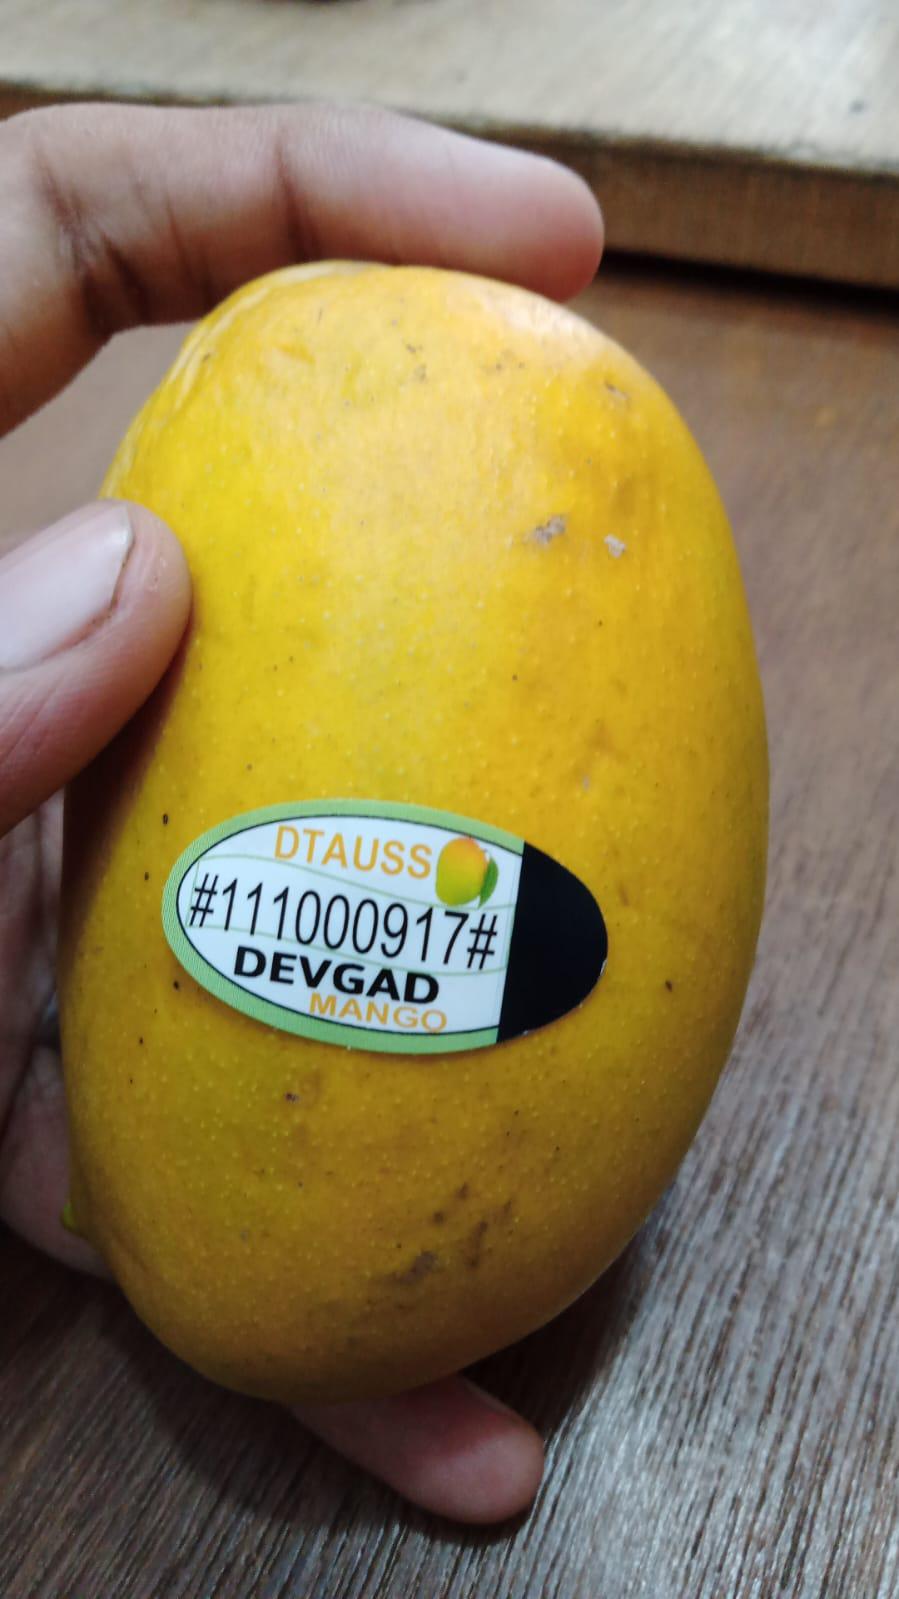 DTAUSS
#111000917#
DEVGAD
MANGO